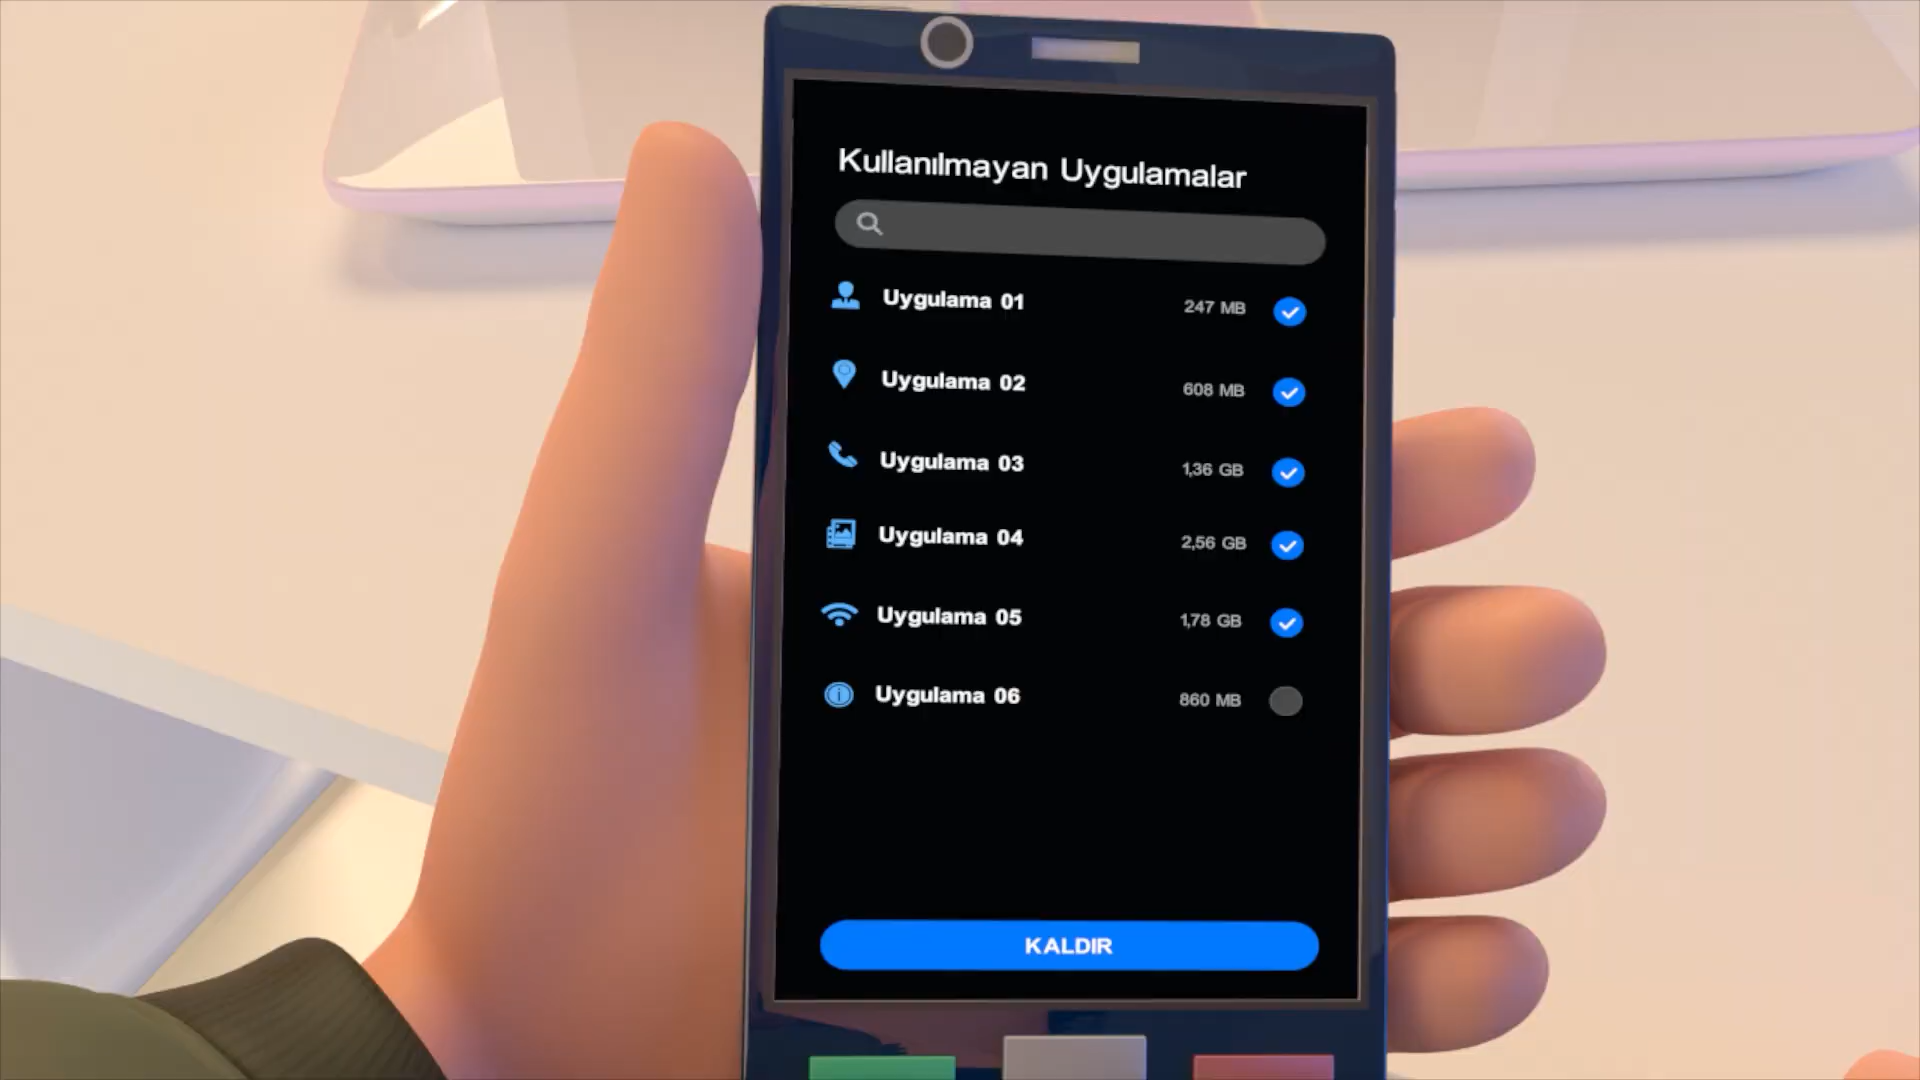 Kullanılmayan Uygulamalar
Uygulama 01 247 MB
Uygulama 02 608 MB
Uygulama 03 1,36 GB
Uygulama 04 2,56 GB
Uygulama 05 1,78 GB
Uygulama 06 860 MB
KALDIR